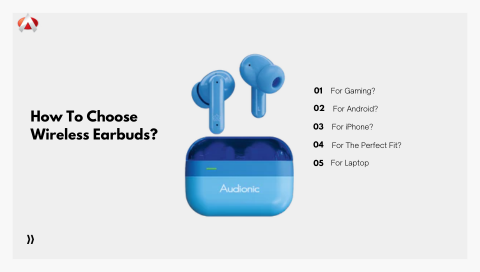 How To Choose
Wireless Earbuds?
01 For Gaming?
02 For Android?
03 For iPhone?
04 For The Perfect Fit?
05 For Laptop
Audionic